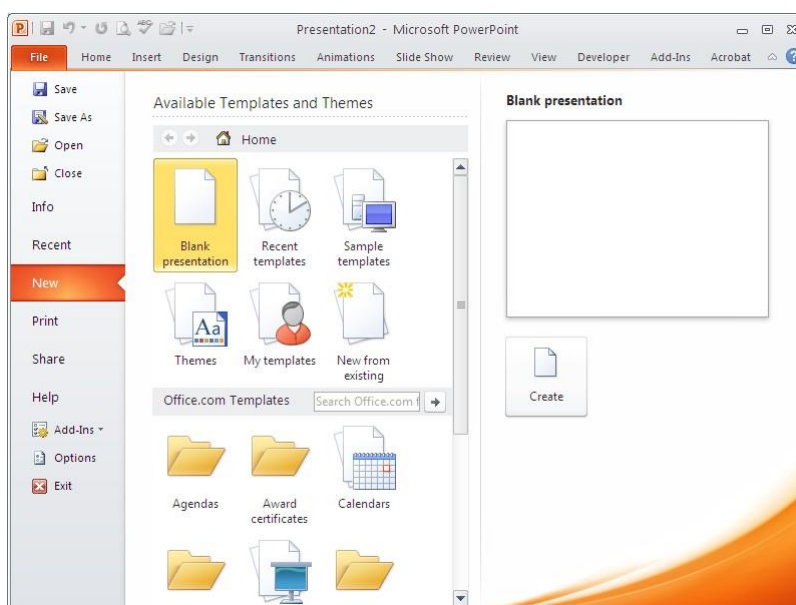 Presentation2 - Microsoft PowerPoint
File Home Insert Design Transitions Animations Slide Show Review View Developer Add-Ins Acrobat
Save
Save As
Open
Close
Info
Recent
New
Print
Share
Help
Add-Ins
Options
Exit
Available Templates and Themes
Home
Blank presentation
Recent templates
Sample templates
Themes
My templates
New from existing
Office.com Templates
Search Office.com f
Agendas
Award certificates
Calendars
Blank presentation
Create